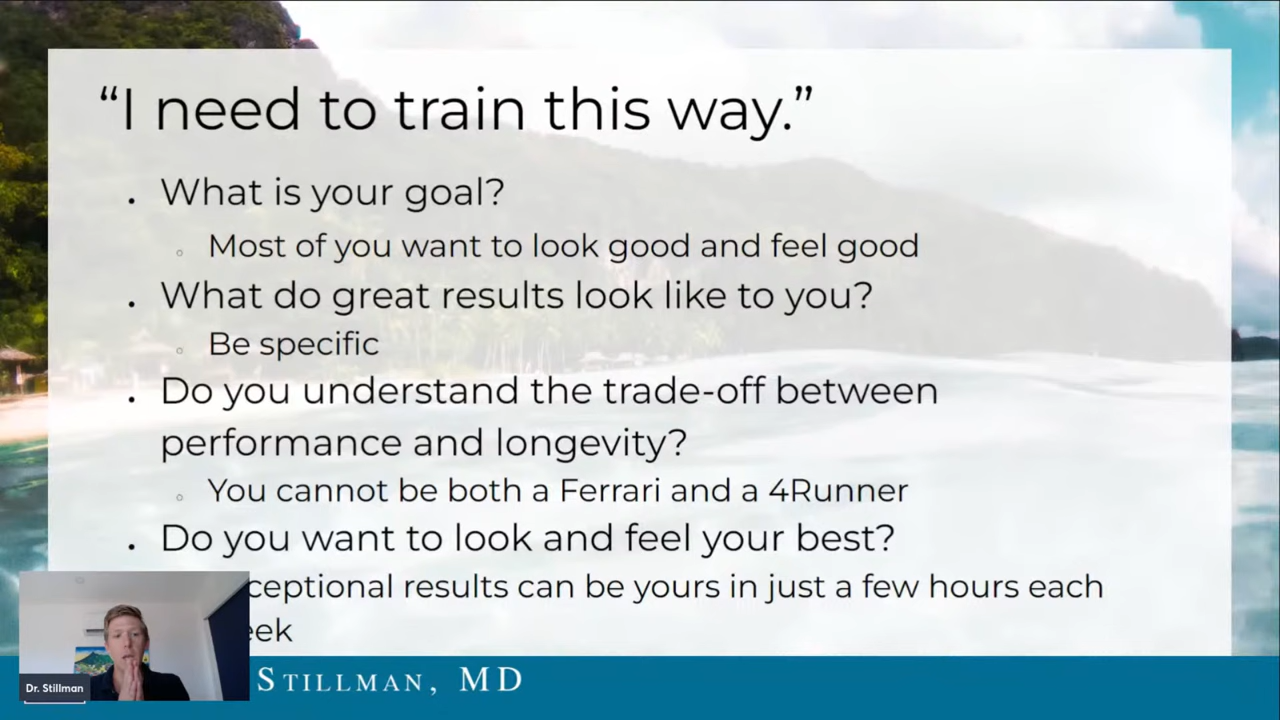 “I need to train this way.”
What is your goal?
Most of you want to look good and feel good
What do great results look like to you?
Be specific
Do you understand the trade-off between
performance and longevity?
You cannot be both a Ferrari and a 4Runner
Do you want to look and feel your best?
ceptional results can be yours in just a few hours each
eek
Stillman, MD
Dr. Stillman